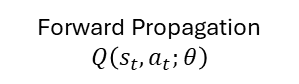 Forward Propagation
Q(s_t, a_t; θ)